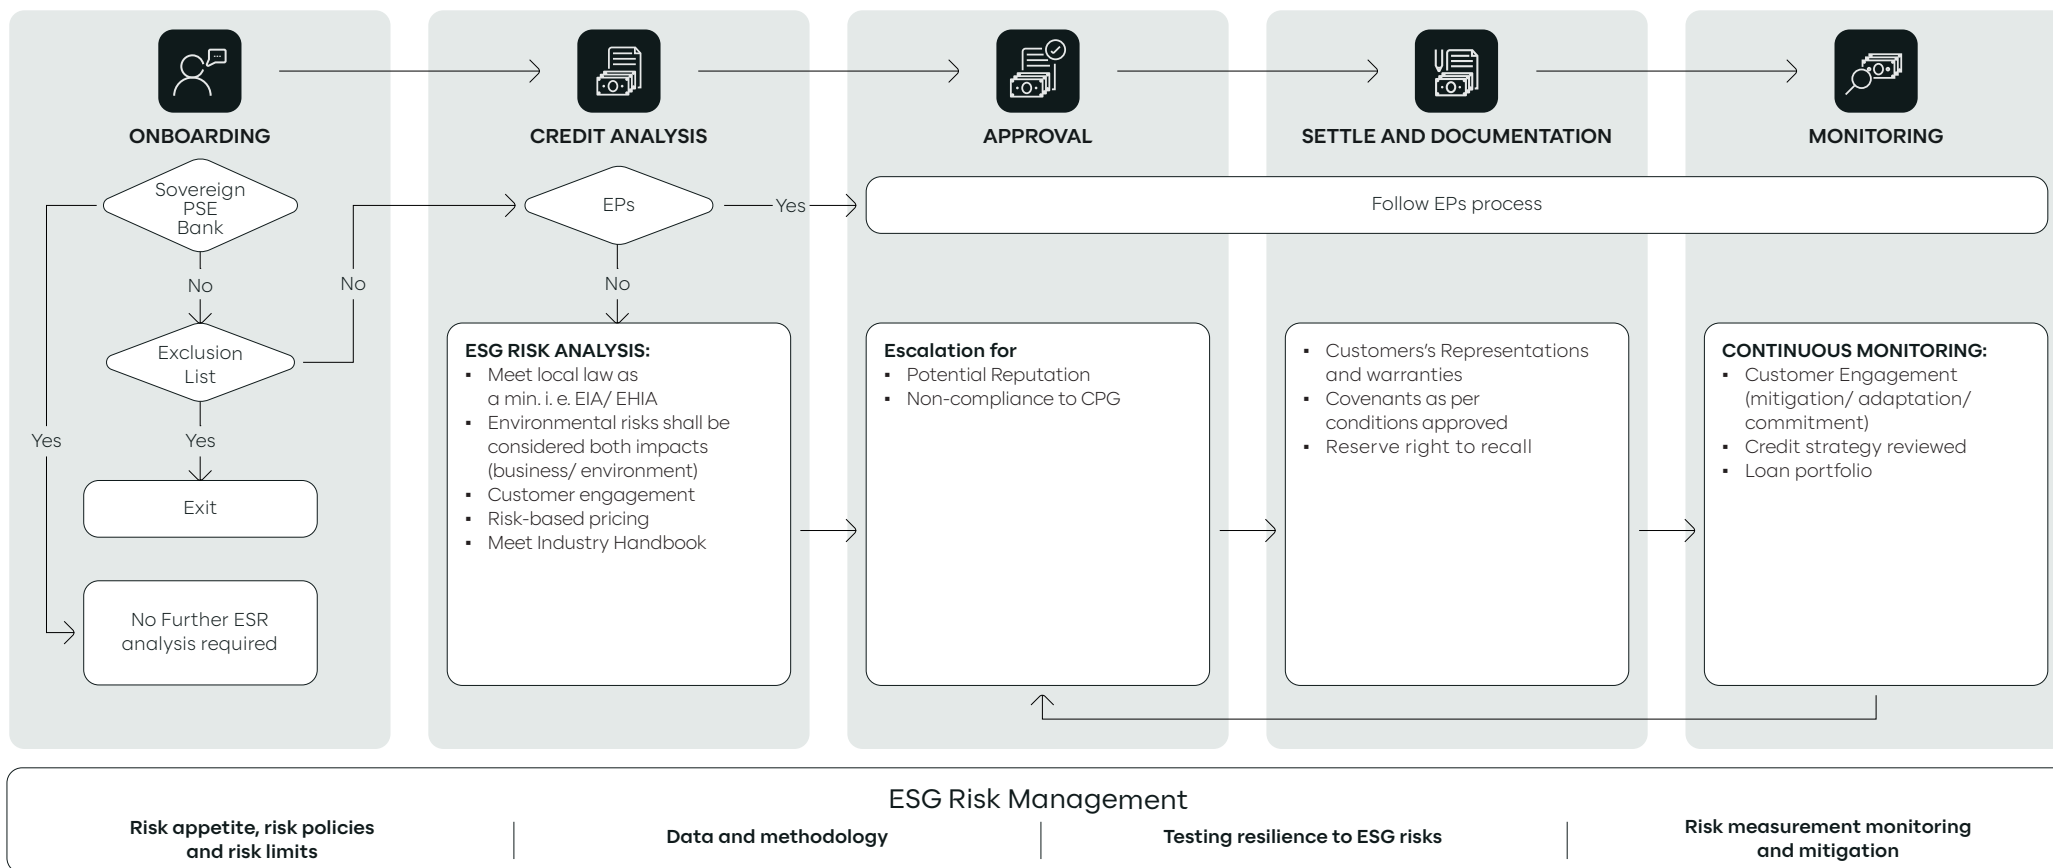 ONBOARDING
CREDIT ANALYSIS
APPROVAL
SETTLE AND DOCUMENTATION
MONITORING
Sovereign
PSE
Bank
No
Exclusion
List
No
Yes
Yes
Exit
No Further ESR
analysis required
EPs
Yes
Follow EPs process
No
ESG RISK ANALYSIS:
▪ Meet local law as
a min. i. e. EIA/ EHIA
▪ Environmental risks shall be
considered both impacts
(business/ environment)
▪ Customer engagement
▪ Risk-based pricing
▪ Meet Industry Handbook
Escalation for
▪ Potential Reputation
▪ Non-compliance to CPG
▪ Customers's Representations
and warranties
▪ Covenants as per
conditions approved
▪ Reserve right to recall
CONTINUOUS MONITORING:
▪ Customer Engagement
(mitigation/ adaptation/
commitment)
▪ Credit strategy reviewed
▪ Loan portfolio
ESG Risk Management
Risk appetite, risk policies
and risk limits
Data and methodology
Testing resilience to ESG risks
Risk measurement monitoring
and mitigation